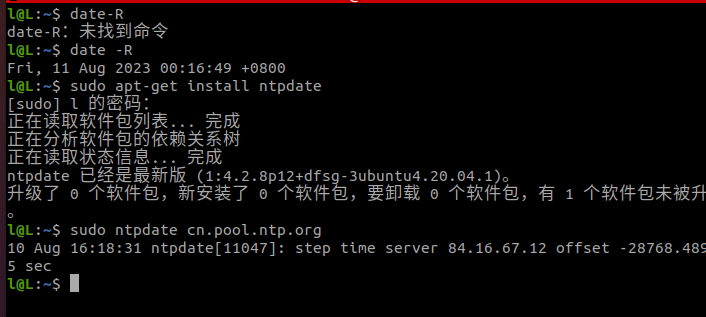 l@L:~$ date-R
date-R：未找到命令
l@L:~$ date -R
Fri, 11 Aug 2023 00:16:49 +0800
l@L:~$ sudo apt-get install ntpdate
[sudo] l 的密码：
正在读取软件包列表... 完成
正在分析软件包的依赖关系树
正在读取状态信息... 完成
ntpdate 已经是最新版 (1:4.2.8p12+dfsg-3ubuntu4.20.04.1)。
升级了 0 个软件包，新安装了 0 个软件包，要卸载 0 个软件包，有 1 个软件包未被升
。
l@L:~$ sudo ntpdate cn.pool.ntp.org
10 Aug 16:18:31 ntpdate[11047]: step time server 84.16.67.12 offset -28768.489
5 sec
l@L:~$